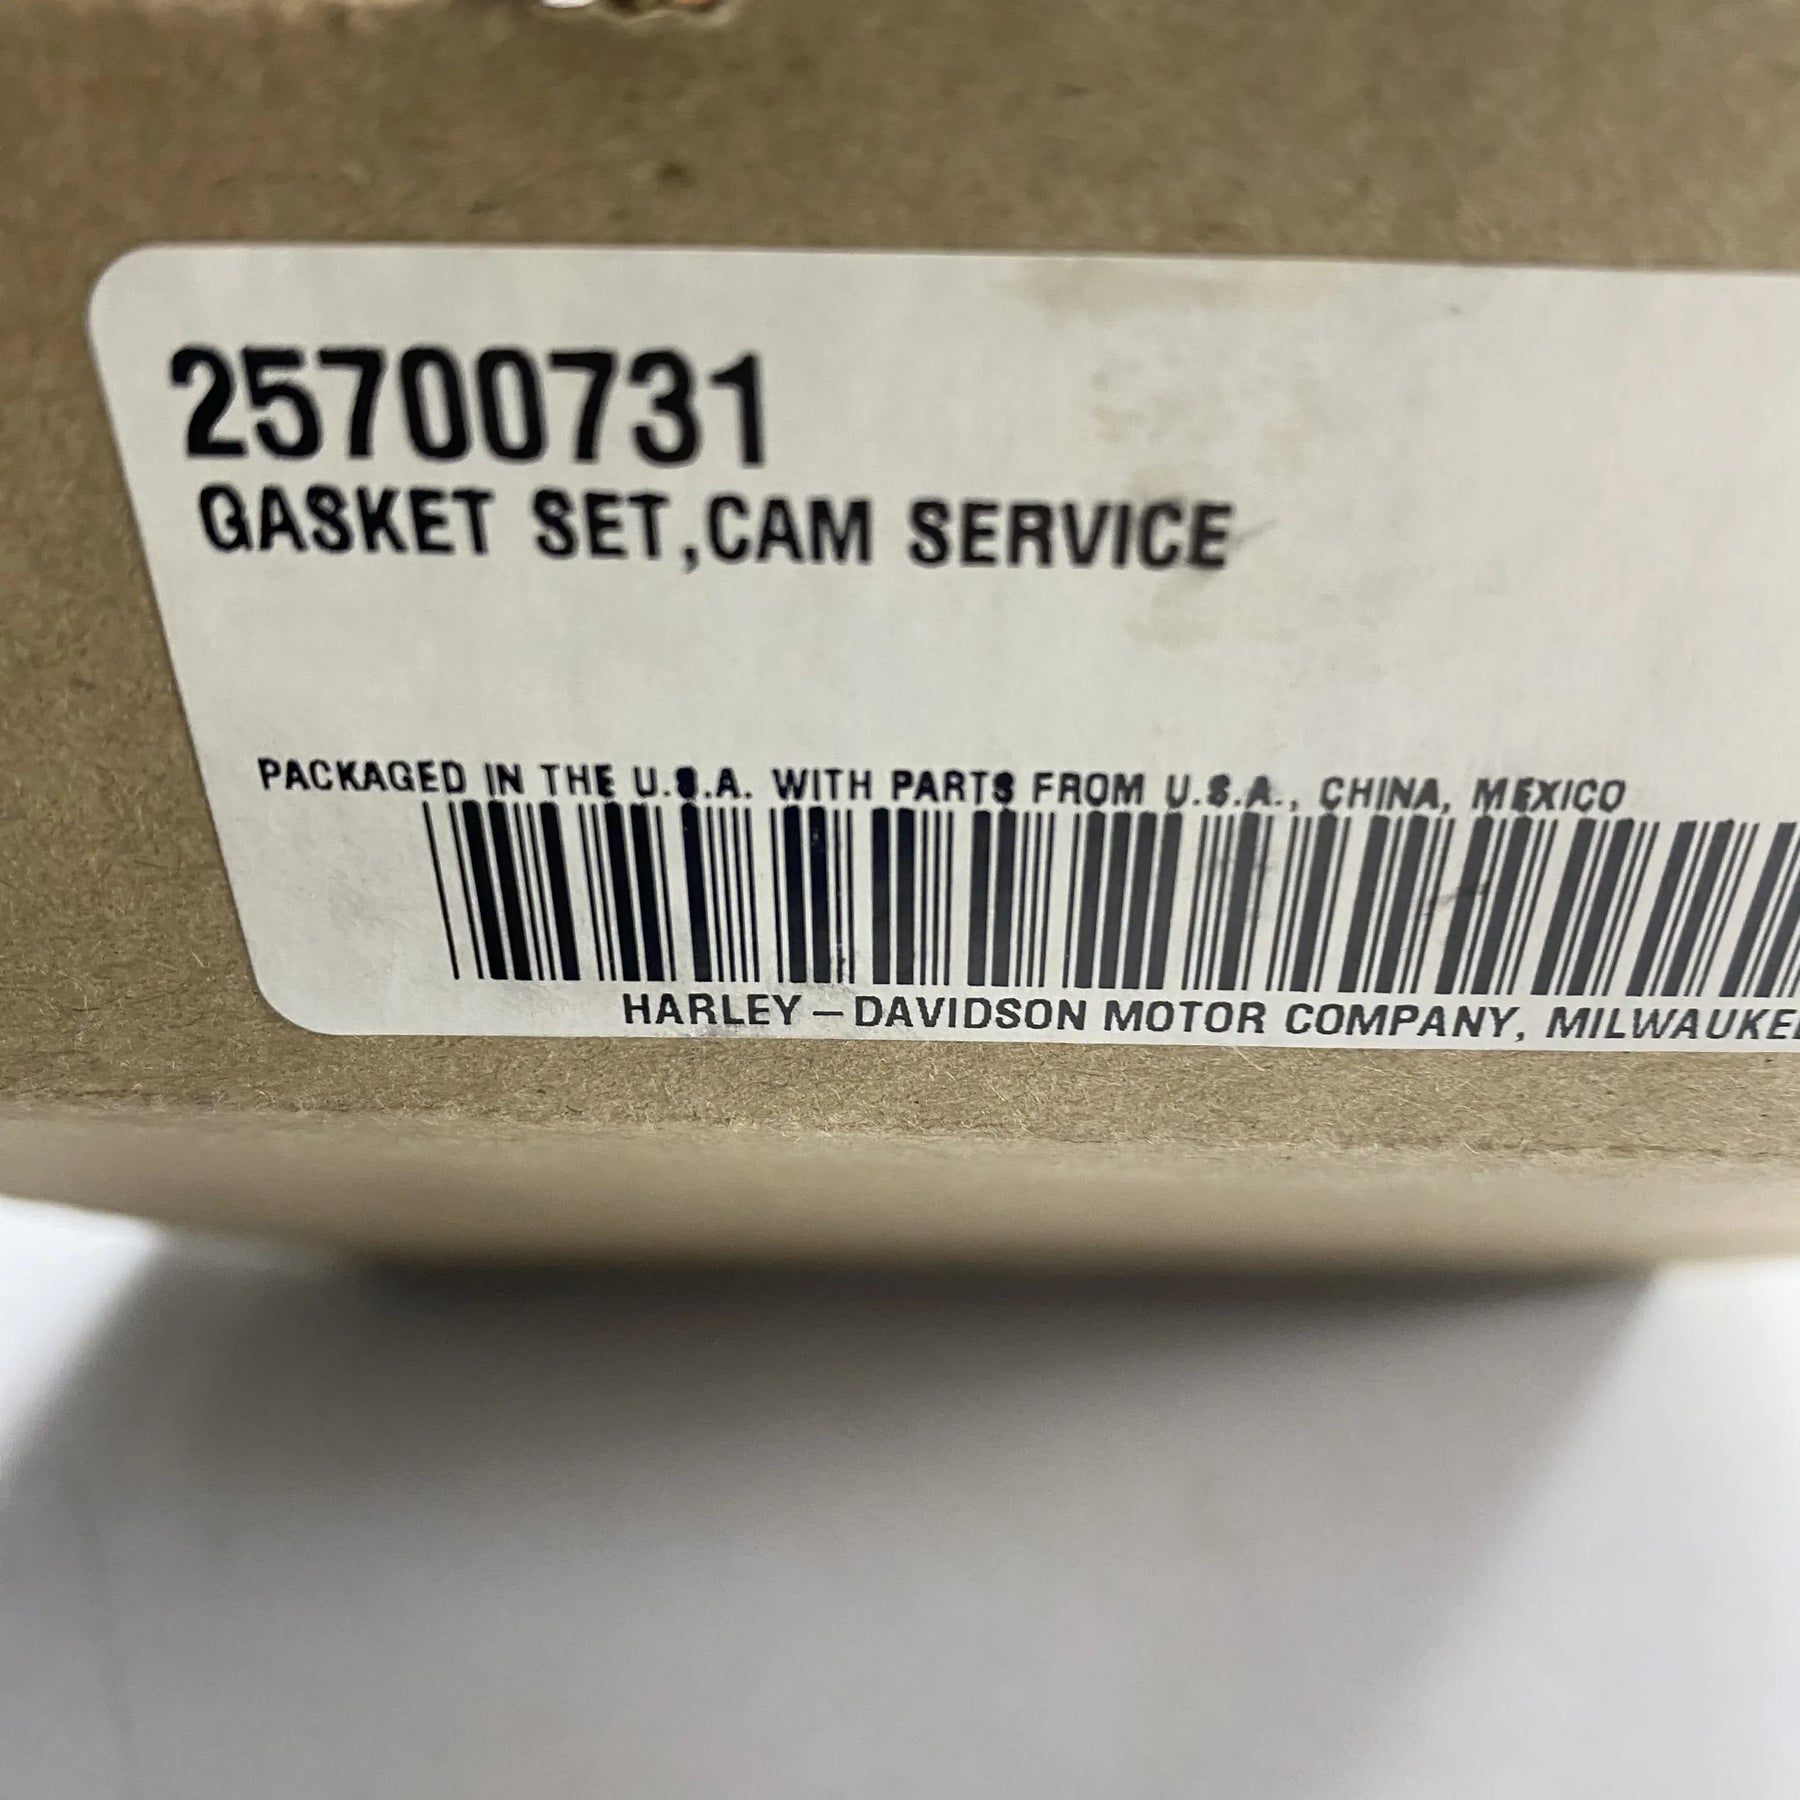 25700731
GASKET SET,CAM SERVICE
PACKAGED IN THE U.S.A. WITH PARTS FROM U.S.A., CHINA, MEXICO
HARLEY-DAVIDSON MOTOR COMPANY,